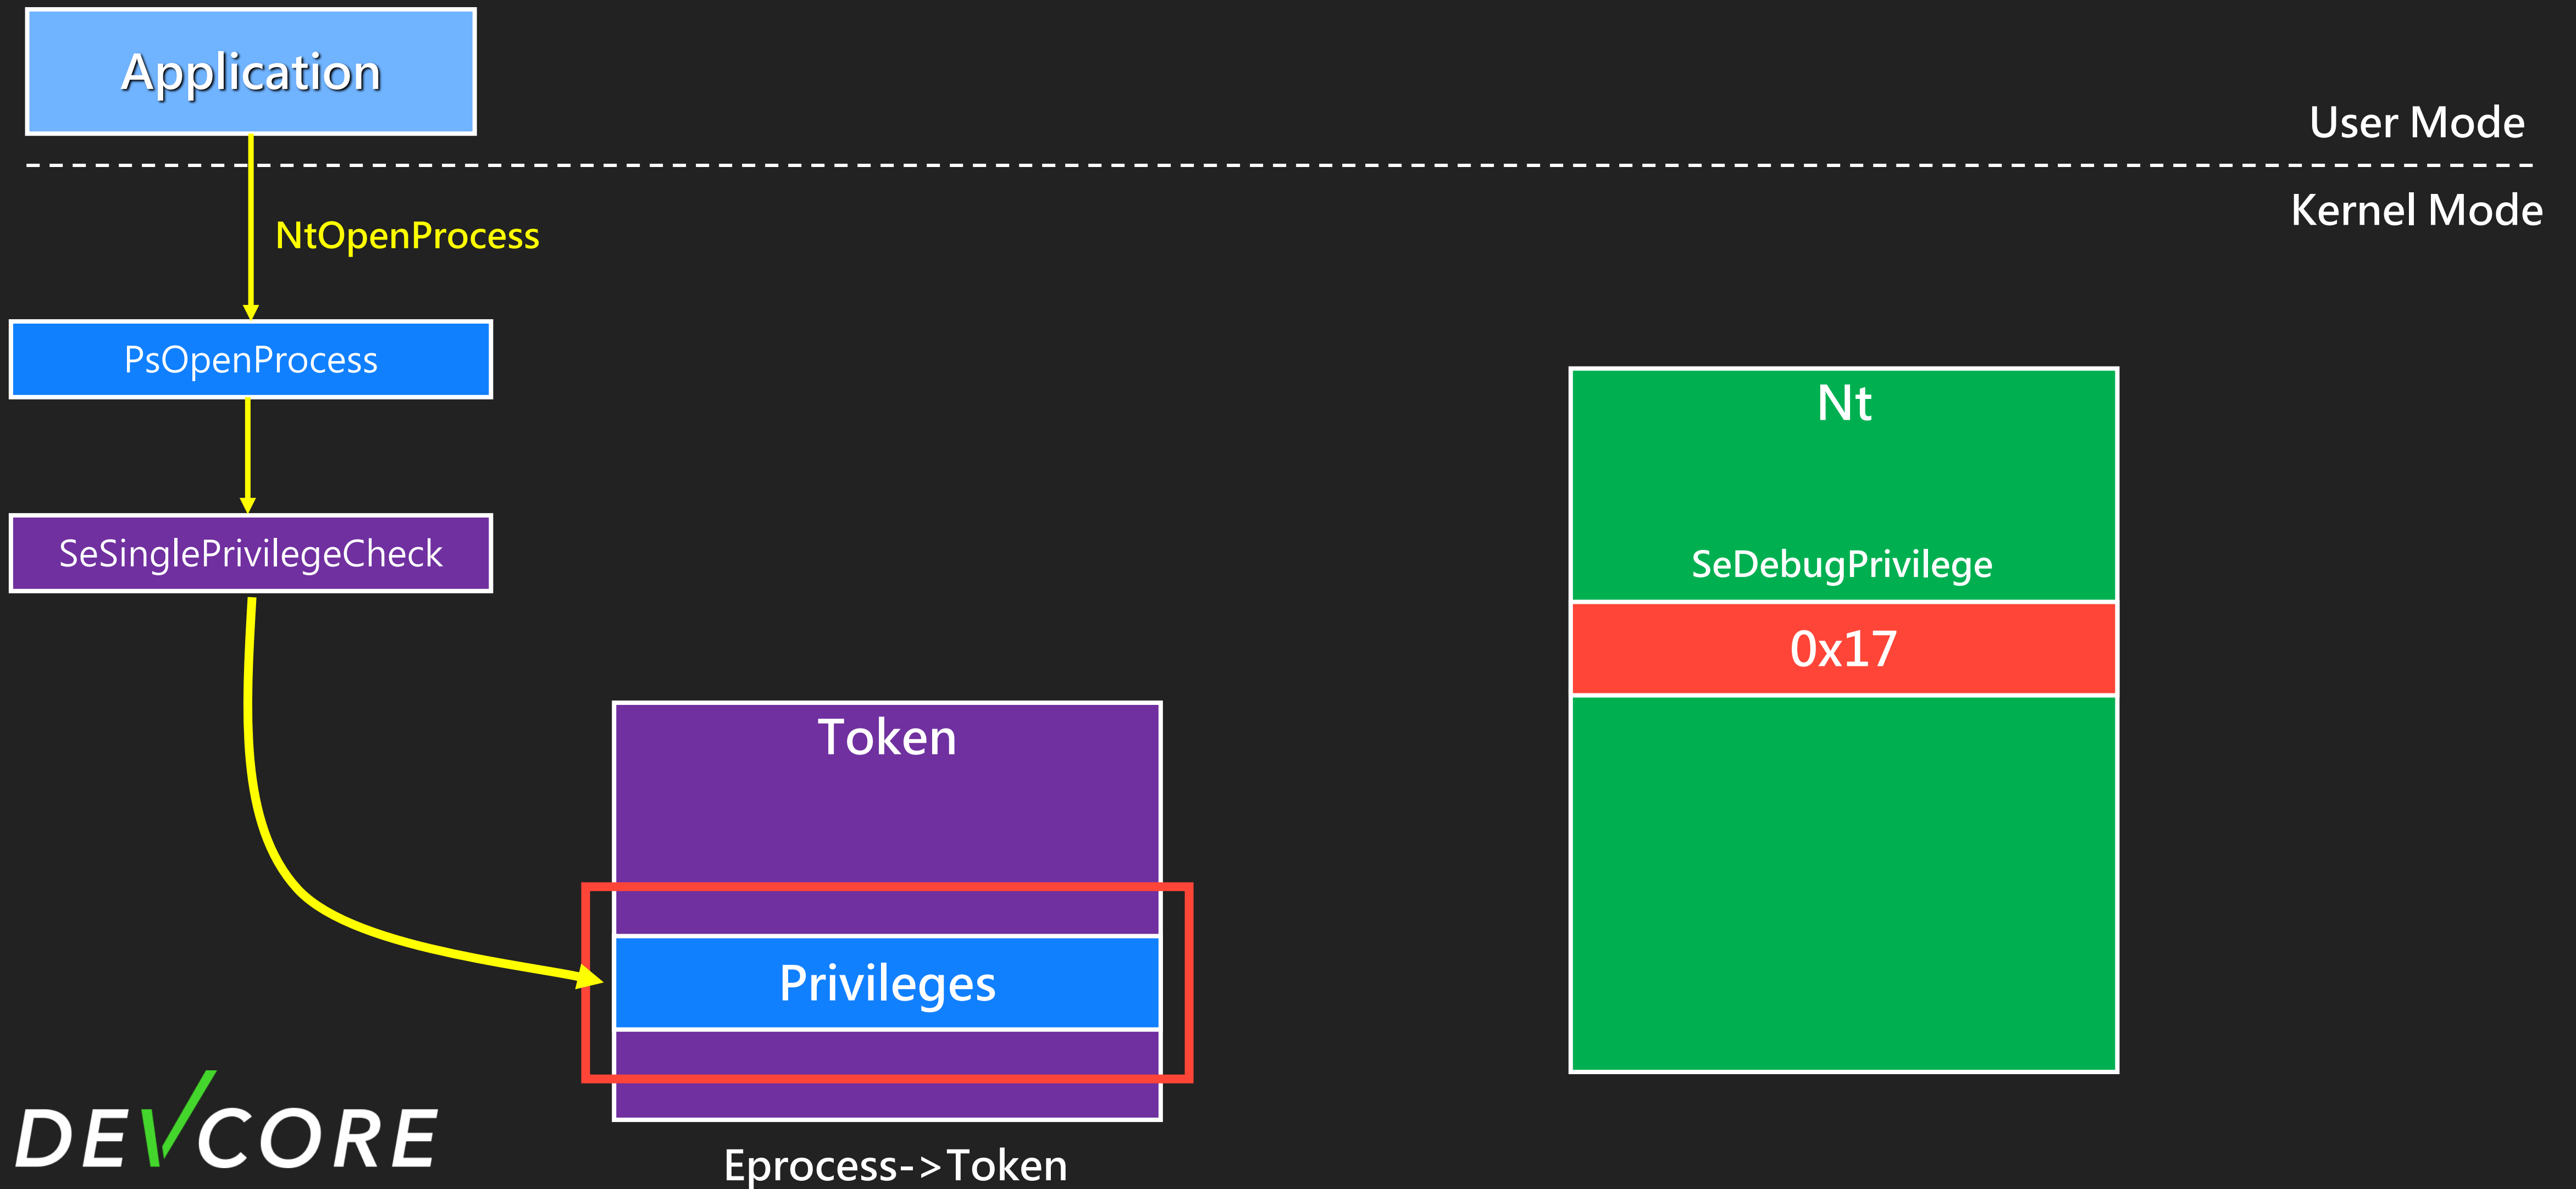 Application
User Mode
Kernel Mode
NtOpenProcess
PsOpenProcess
SeSinglePrivilegeCheck
Nt
SeDebugPrivilege
0x17
Token
Privileges
Eprocess->Token
DEVCORE